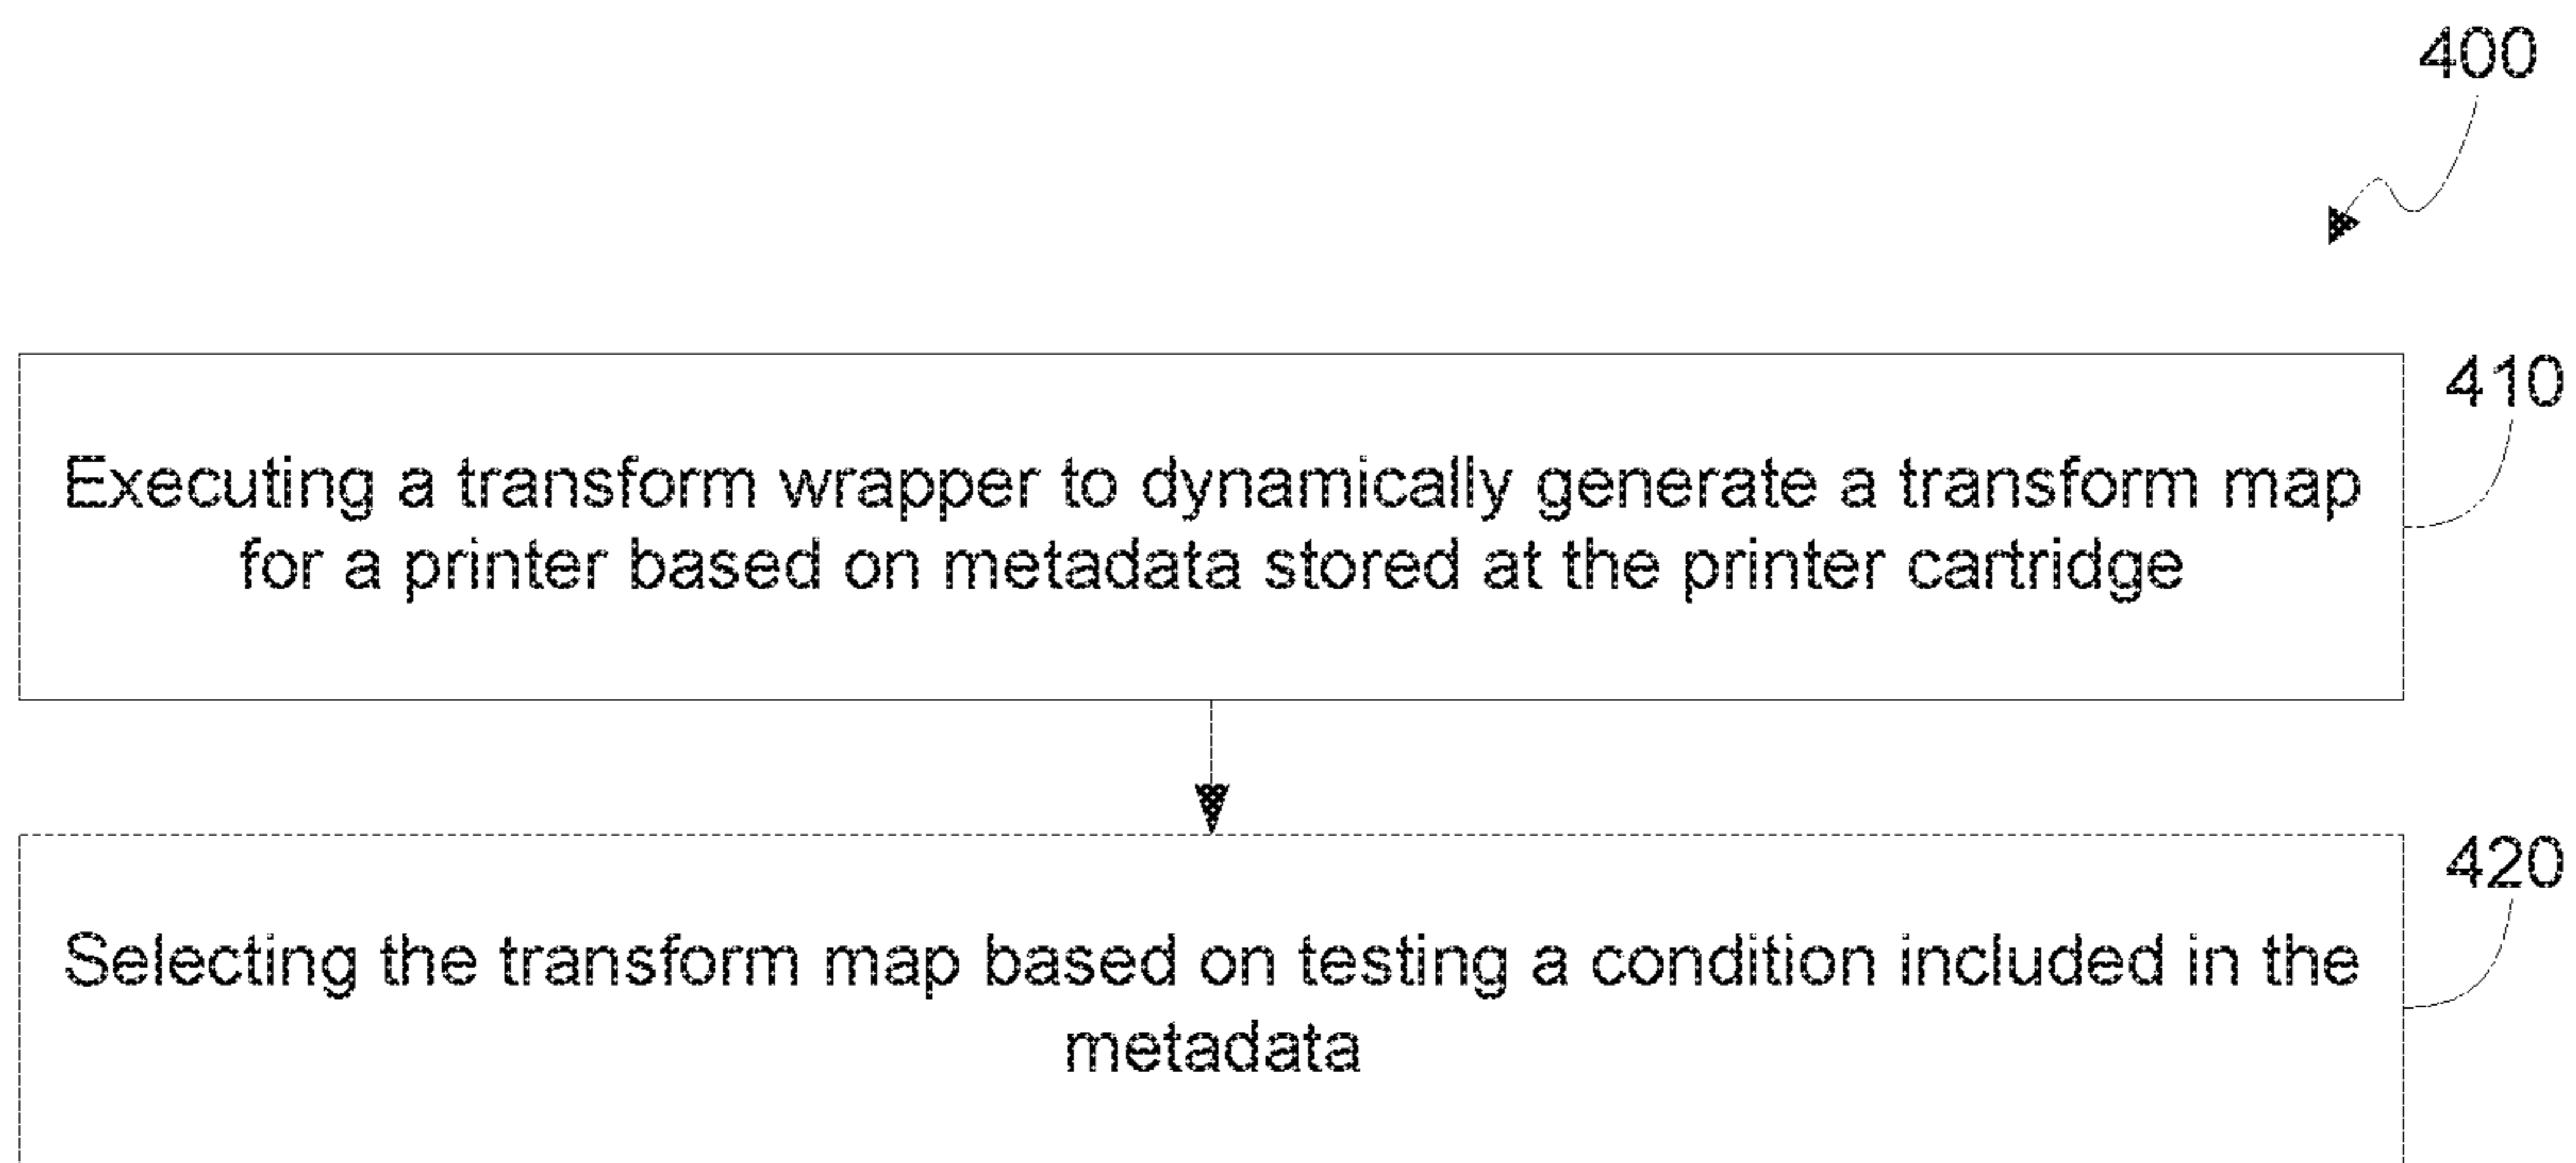 400
410
Executing a transform wrapper to dynamically generate a transform map
for a printer based on metadata stored at the printer cartridge
420
Selecting the transform map based on testing a condition included in the
metadata